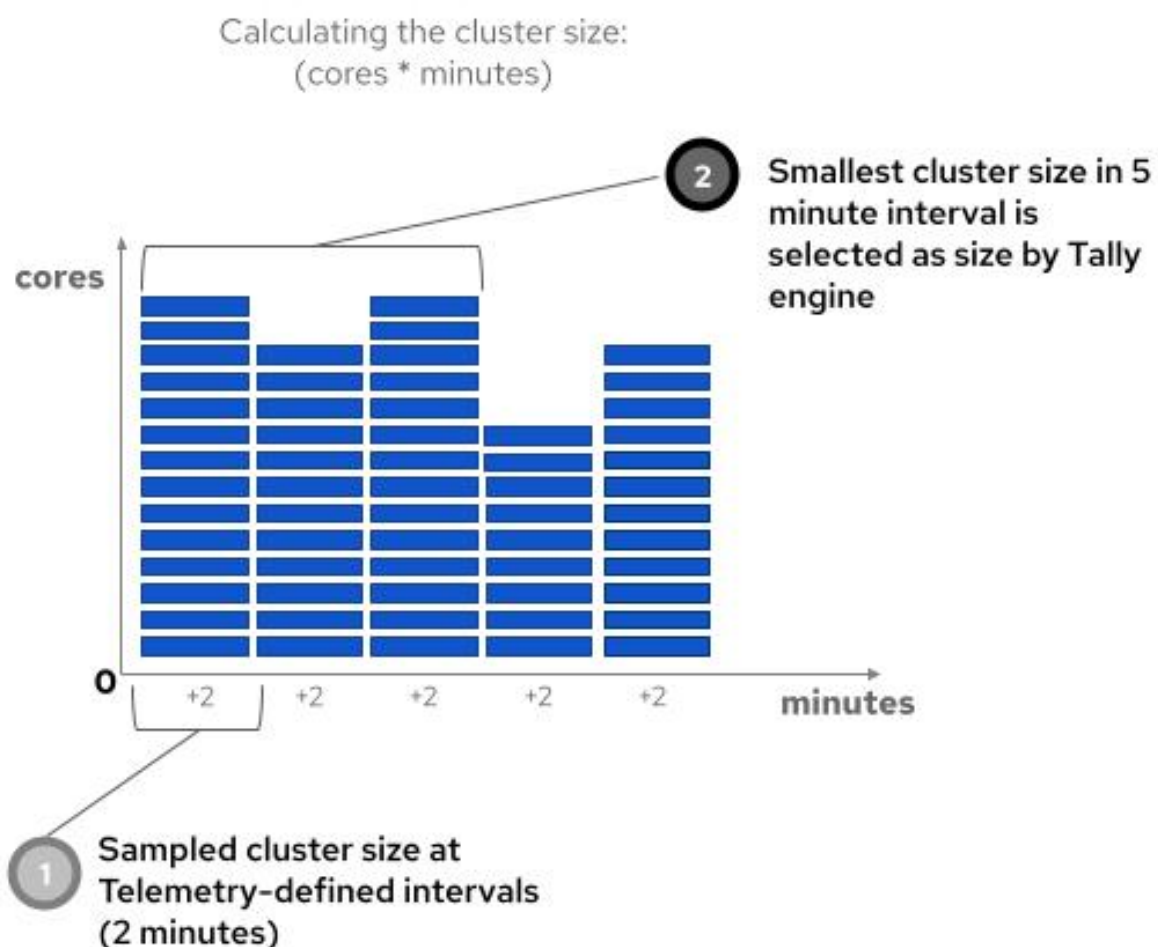 Calculating the cluster size:
(cores * minutes)
2
Smallest cluster size in 5
minute interval is
selected as size by Tally
engine
cores
0
+2 +2 +2 +2 +2
minutes
1
Sampled cluster size at
Telemetry-defined intervals
(2 minutes)